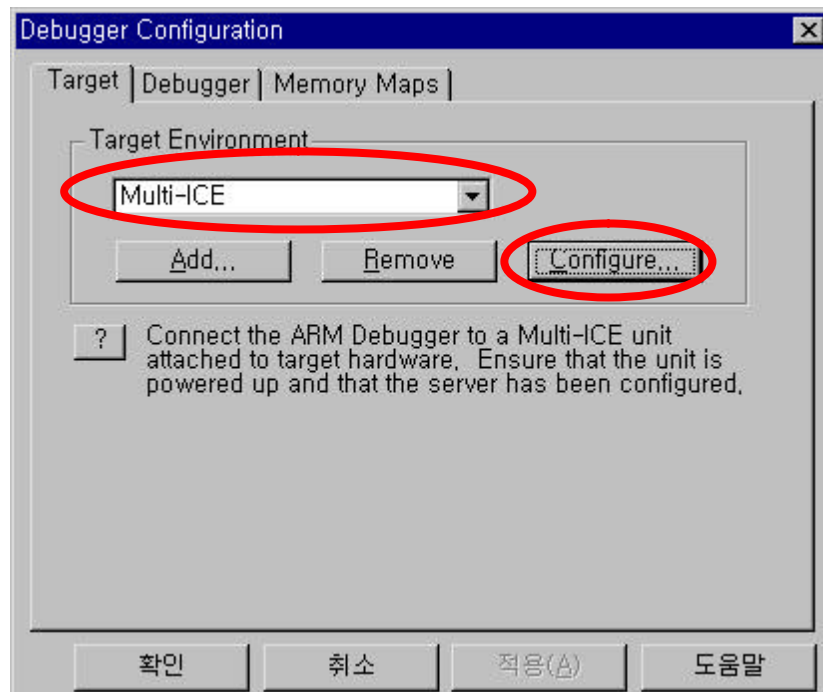 Debugger Configuration
Target Debugger Memory Maps
Target Environment
Multi-ICE
Add... Remove Configure...
? Connect the ARM Debugger to a Multi-ICE unit
attached to target hardware. Ensure that the unit is
powered up and that the server has been configured.
확인 취소 적용(A) 도움말